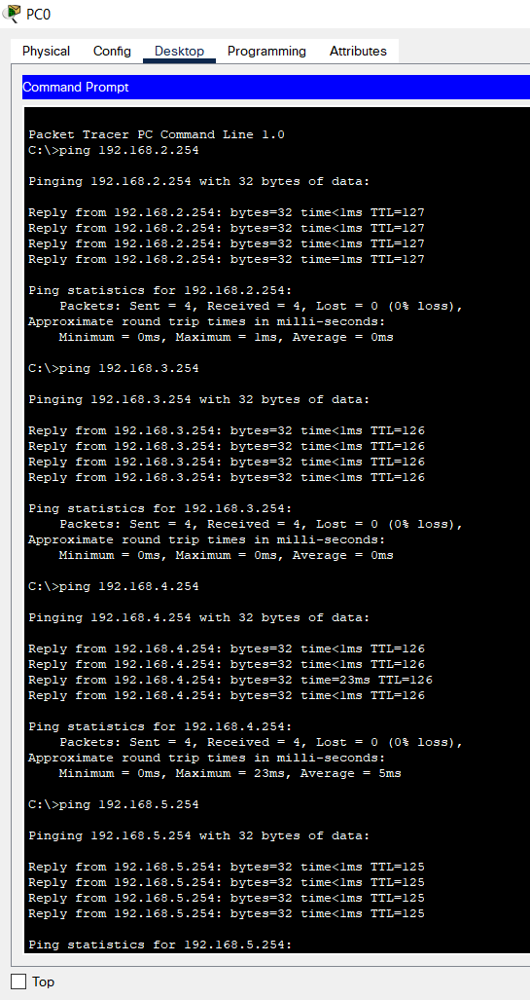 PC0
Physical Config Desktop Programming Attributes
Command Prompt
Packet Tracer PC Command Line 1.0
C:\>ping 192.168.2.254
Pinging 192.168.2.254 with 32 bytes of data:
Reply from 192.168.2.254: bytes=32 time<1ms TTL=127
Reply from 192.168.2.254: bytes=32 time<1ms TTL=127
Reply from 192.168.2.254: bytes=32 time<1ms TTL=127
Reply from 192.168.2.254: bytes=32 time=1ms TTL=127
Ping statistics for 192.168.2.254:
Packets: Sent = 4, Received = 4, Lost = 0 (0% loss),
Approximate round trip times in milli-seconds:
Minimum = 0ms, Maximum = 1ms, Average = 0ms
C:\>ping 192.168.3.254
Pinging 192.168.3.254 with 32 bytes of data:
Reply from 192.168.3.254: bytes=32 time<1ms TTL=126
Reply from 192.168.3.254: bytes=32 time<1ms TTL=126
Reply from 192.168.3.254: bytes=32 time<1ms TTL=126
Reply from 192.168.3.254: bytes=32 time<1ms TTL=126
Ping statistics for 192.168.3.254:
Packets: Sent = 4, Received = 4, Lost = 0 (0% loss),
Approximate round trip times in milli-seconds:
Minimum = 0ms, Maximum = 0ms, Average = 0ms
C:\>ping 192.168.4.254
Pinging 192.168.4.254 with 32 bytes of data:
Reply from 192.168.4.254: bytes=32 time<1ms TTL=126
Reply from 192.168.4.254: bytes=32 time<1ms TTL=126
Reply from 192.168.4.254: bytes=32 time=23ms TTL=126
Reply from 192.168.4.254: bytes=32 time<1ms TTL=126
Ping statistics for 192.168.4.254:
Packets: Sent = 4, Received = 4, Lost = 0 (0% loss),
Approximate round trip times in milli-seconds:
Minimum = 0ms, Maximum = 23ms, Average = 5ms
C:\>ping 192.168.5.254
Pinging 192.168.5.254 with 32 bytes of data:
Reply from 192.168.5.254: bytes=32 time<1ms TTL=125
Reply from 192.168.5.254: bytes=32 time<1ms TTL=125
Reply from 192.168.5.254: bytes=32 time<1ms TTL=125
Reply from 192.168.5.254: bytes=32 time<1ms TTL=125
Ping statistics for 192.168.5.254:
Top